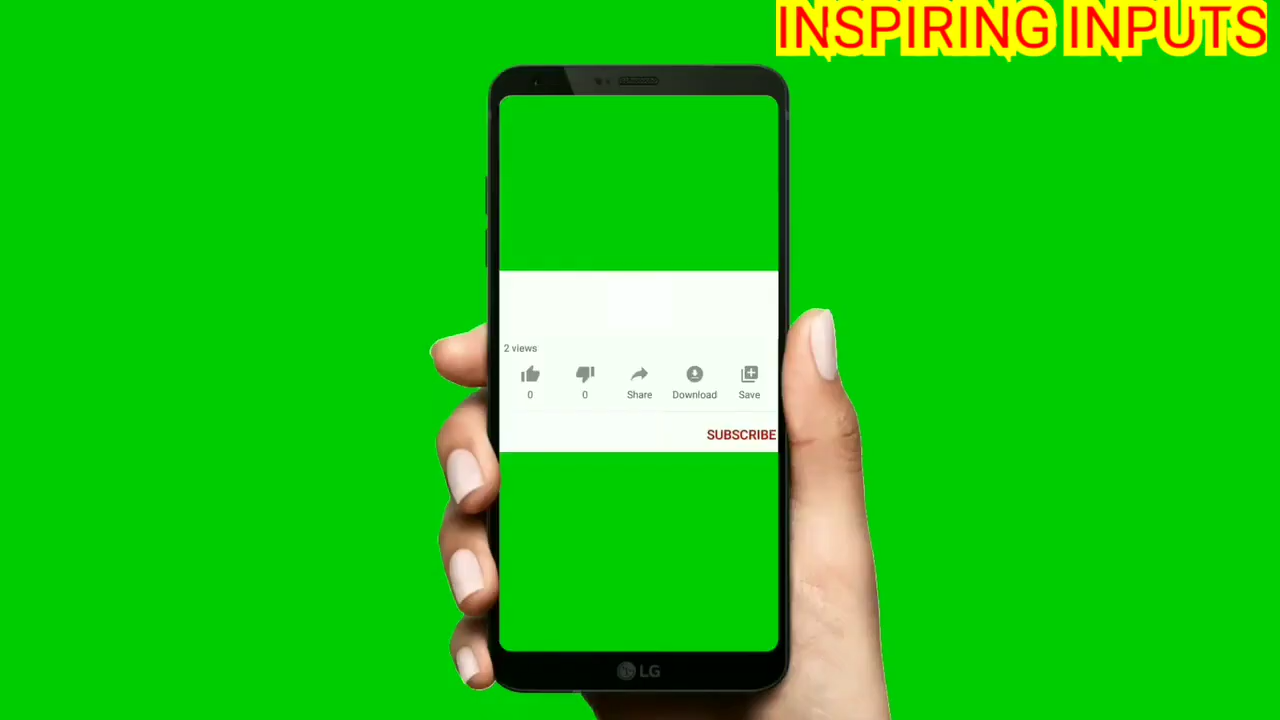 INSPIRING INPUTS
2 views
0 0 Share Download Save
SUBSCRIBE
LG